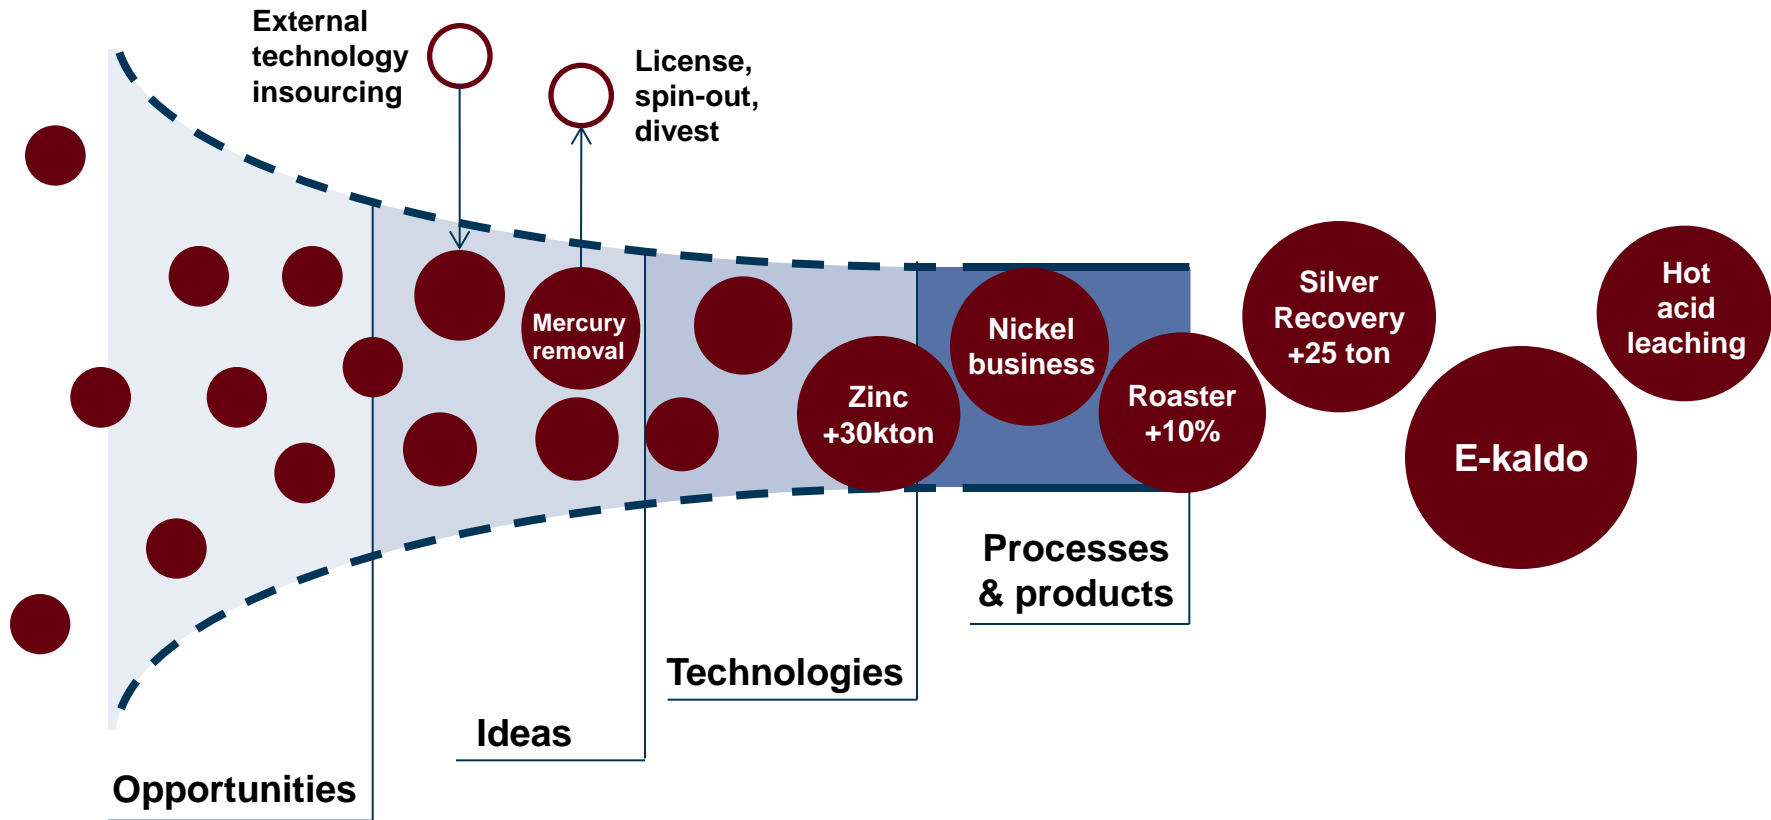 External
technology
insourcing
License,
spin-out,
divest
Mercury
removal
Zinc
+30kton
Nickel
business
Roaster
+10%
Silver
Recovery
+25 ton
E-kaldo
Hot
acid
leaching
Processes
& products
Technologies
Ideas
Opportunities